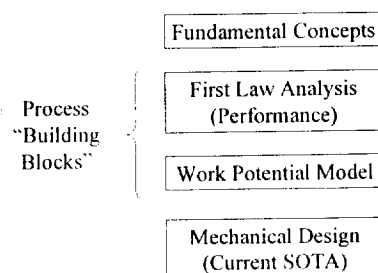 Fundamental Concepts
First Law Analysis
(Performance)
Process
"Building
Blocks"
Work Potential Model
Mechanical Design
(Current SOTA)